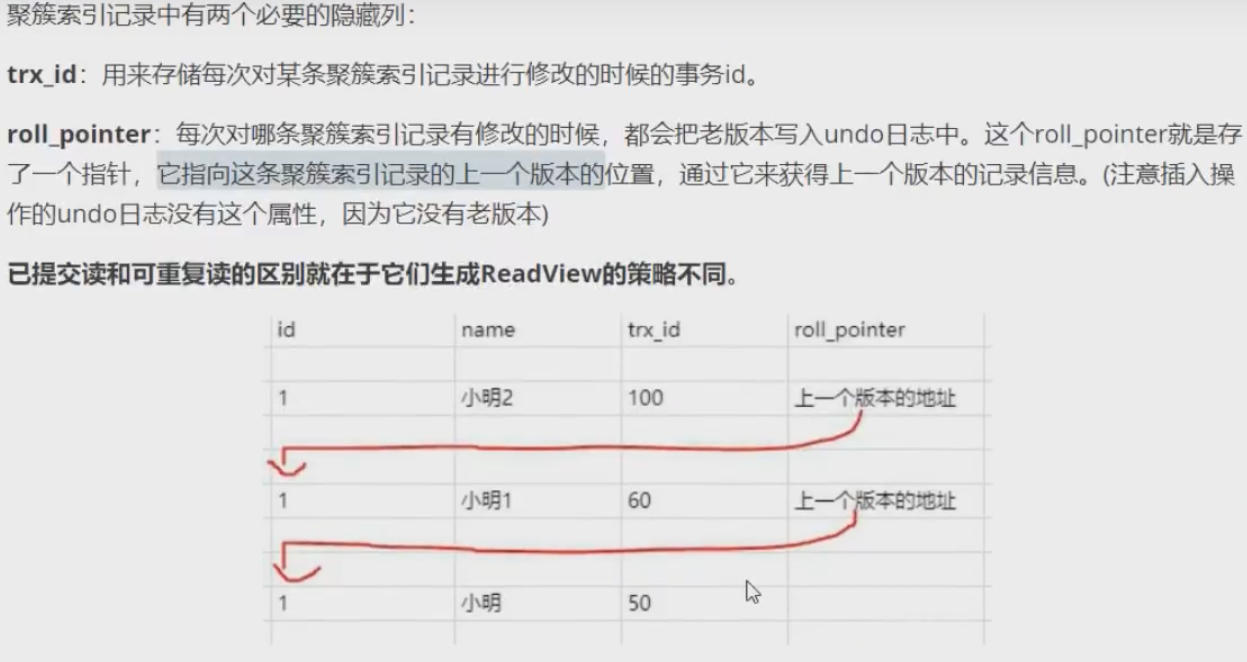 聚簇索引记录中有两个必要的隐藏列：
trx_id：用来存储每次对某条聚簇索引记录进行修改的时候的事务id。
roll_pointer：每次对哪条聚簇索引记录有修改的时候，都会把老版本写入undo日志中。这个roll_pointer就是存
了一个指针，它指向这条聚簇索引记录的上一个版本的位置，通过它来获得上一个版本的记录信息。(注意插入操
作的undo日志没有这个属性，因为它没有老版本)
已提交读和可重复读的区别就在于它们生成ReadView的策略不同。
id name trx_id roll_pointer
1 小明2 100 上一个版本的地址
1 小明1 60 上一个版本的地址
1 小明 50